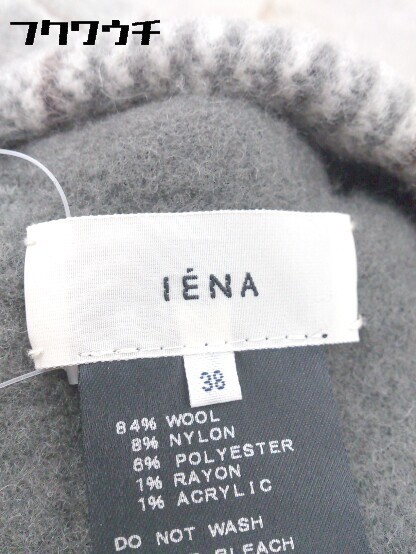 フクワウチ
IÉNA
38
84% WOOL
8% NYLON
6% POLYESTER
1% RAYON
1% ACRYLIC
DO NOT WASH
BLEACH